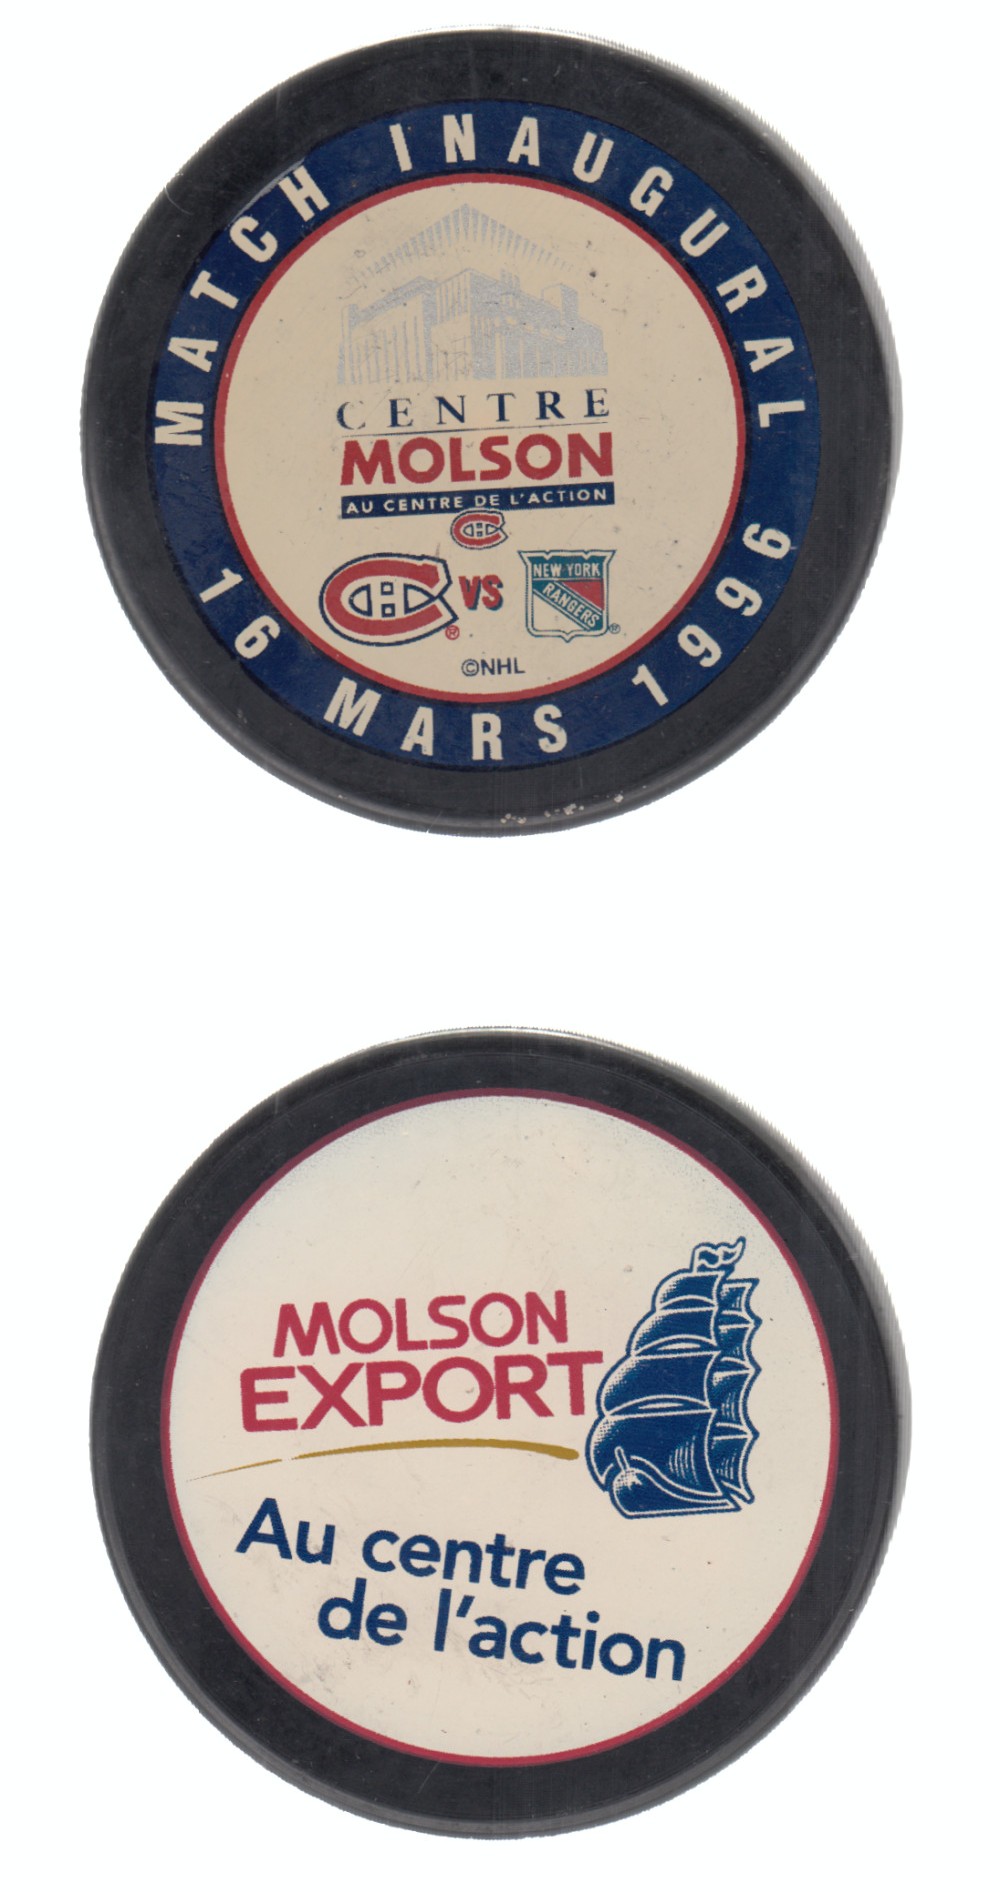 MATCH INAUGURAL
CENTRE
MOLSON
AU CENTRE DE L'ACTION
VS
NEW YORK
RANGERS
©NHL
16 MARS 1996
MOLSON
EXPORT
Au centre
de l'action